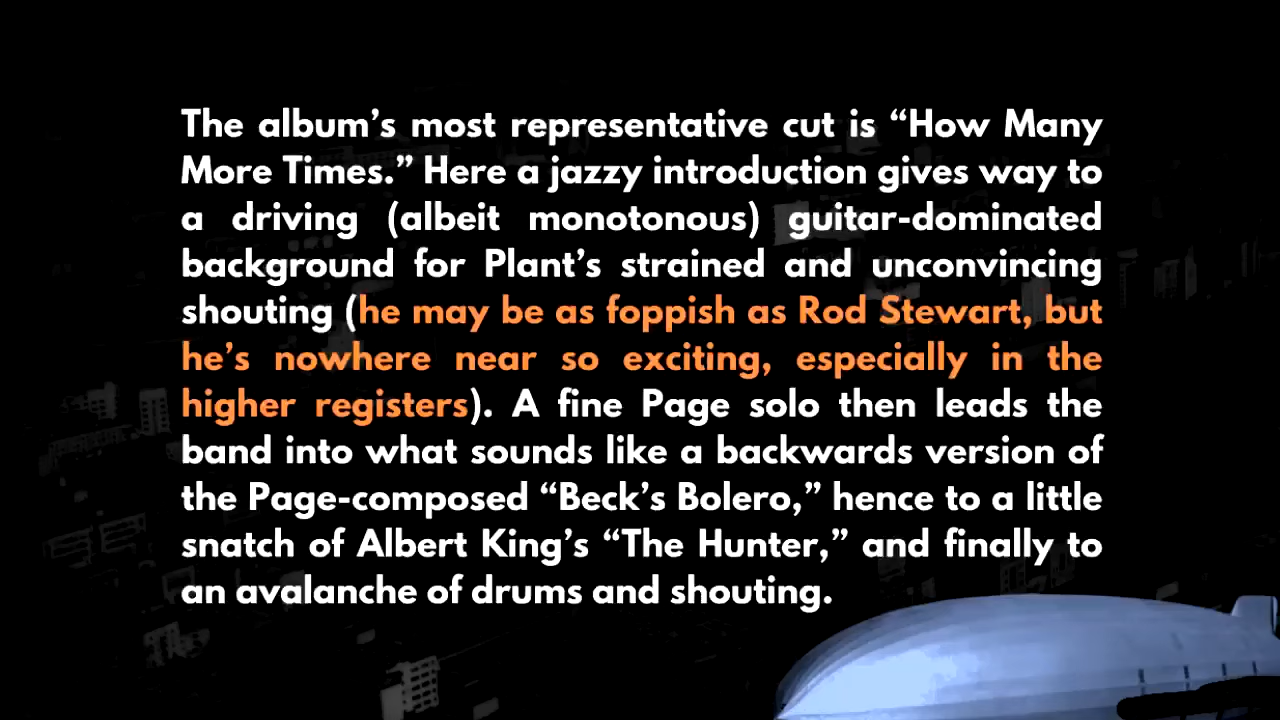 The album’s most representative cut is “How Many
More Times.” Here a jazzy introduction gives way to
a driving (albeit monotonous) guitar-dominated
background for Plant’s strained and unconvincing
shouting (he may be as foppish as Rod Stewart, but
he’s nowhere near so exciting, especially in the
higher registers). A fine Page solo then leads the
band into what sounds like a backwards version of
the Page-composed “Beck’s Bolero,” hence to a little
snatch of Albert King’s “The Hunter,” and finally to
an avalanche of drums and shouting.